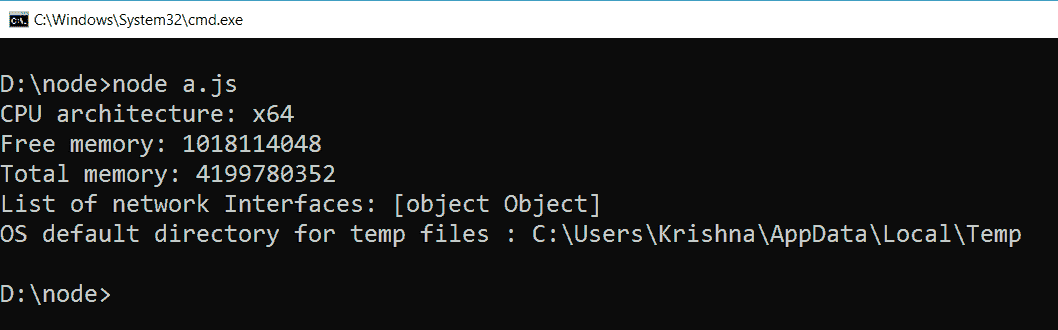 C:\Windows\System32\cmd.exe
D:\node>node a.js
CPU architecture: x64
Free memory: 1018114048
Total memory: 4199780352
List of network Interfaces: [object Object]
OS default directory for temp files : C:\Users\Krishna\AppData\Local\Temp
D:\node>